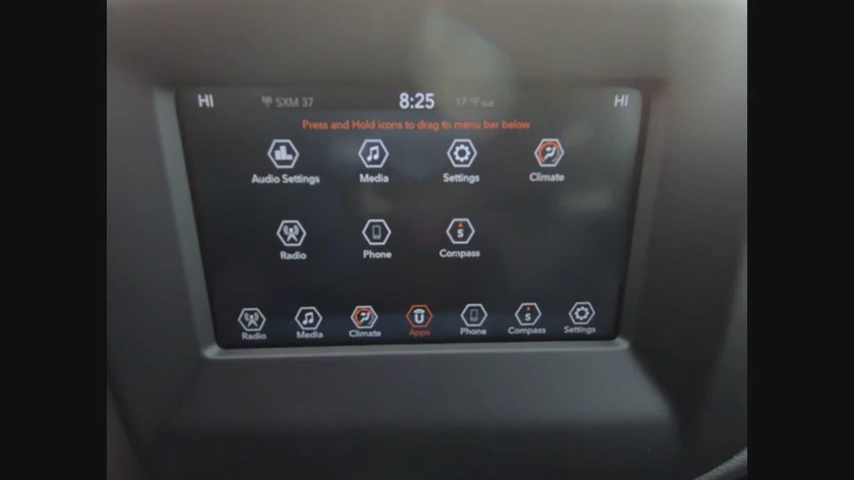 HI SXM 37 8:25 17 °F out HI
Press and Hold icons to drag to menu bar below
Audio Settings Media Settings Climate
S
Radio Phone Compass
U S
Radio Media Climate Apps Phone Compass Settings